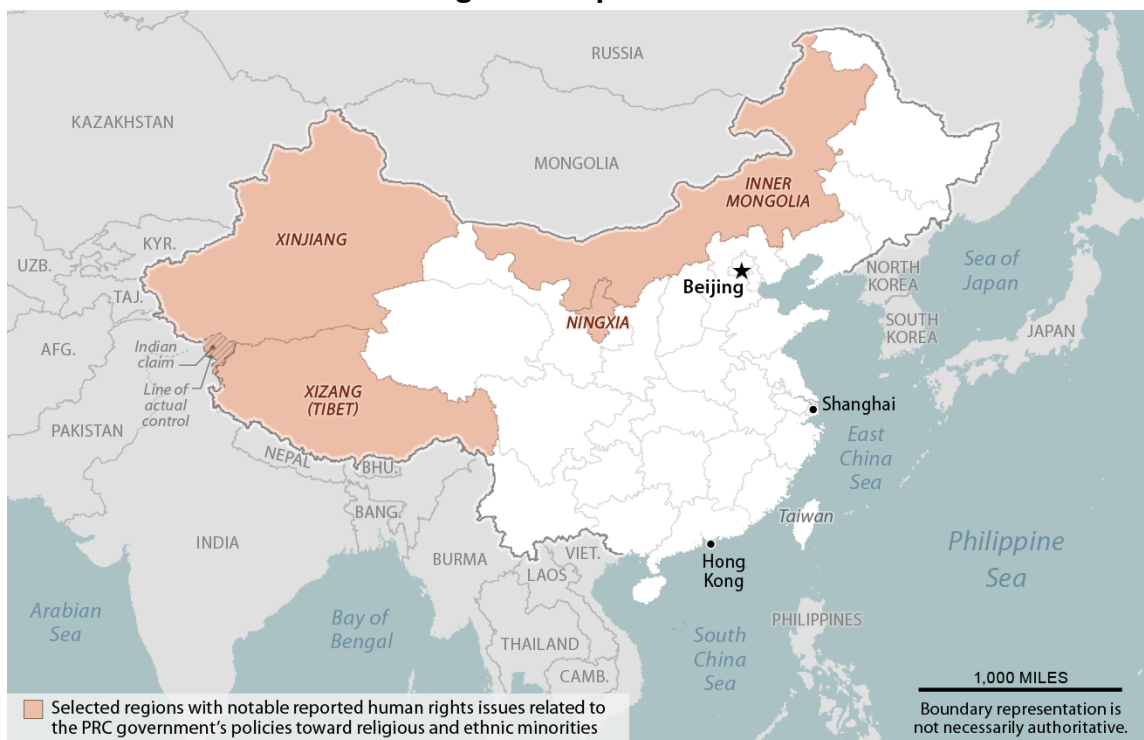 RUSSIA
KAZAKHSTAN
MONGOLIA
INNER
MONGOLIA
XINJIANG
KYR.
UZB.
TAJ.
Beijing
NORTH
KOREA
Sea of
Japan
SOUTH
KOREA
JAPAN
NINGXIA
AFG.
Indian
claim
Line of
actual
control
XIZANG
(TIBET)
Shanghai
PAKISTAN
East
China
Sea
NEPAL
BHU.
BANG.
Taiwan
INDIA
BURMA
VIET.
LAOS
Hong
Kong
Philippine
Sea
Arabian
Sea
Bay of
Bengal
THAILAND
CAMB.
South
China
Sea
PHILIPPINES
1,000 MILES
Boundary representation is
not necessarily authoritative.
Selected regions with notable reported human rights issues related to
the PRC government's policies toward religious and ethnic minorities